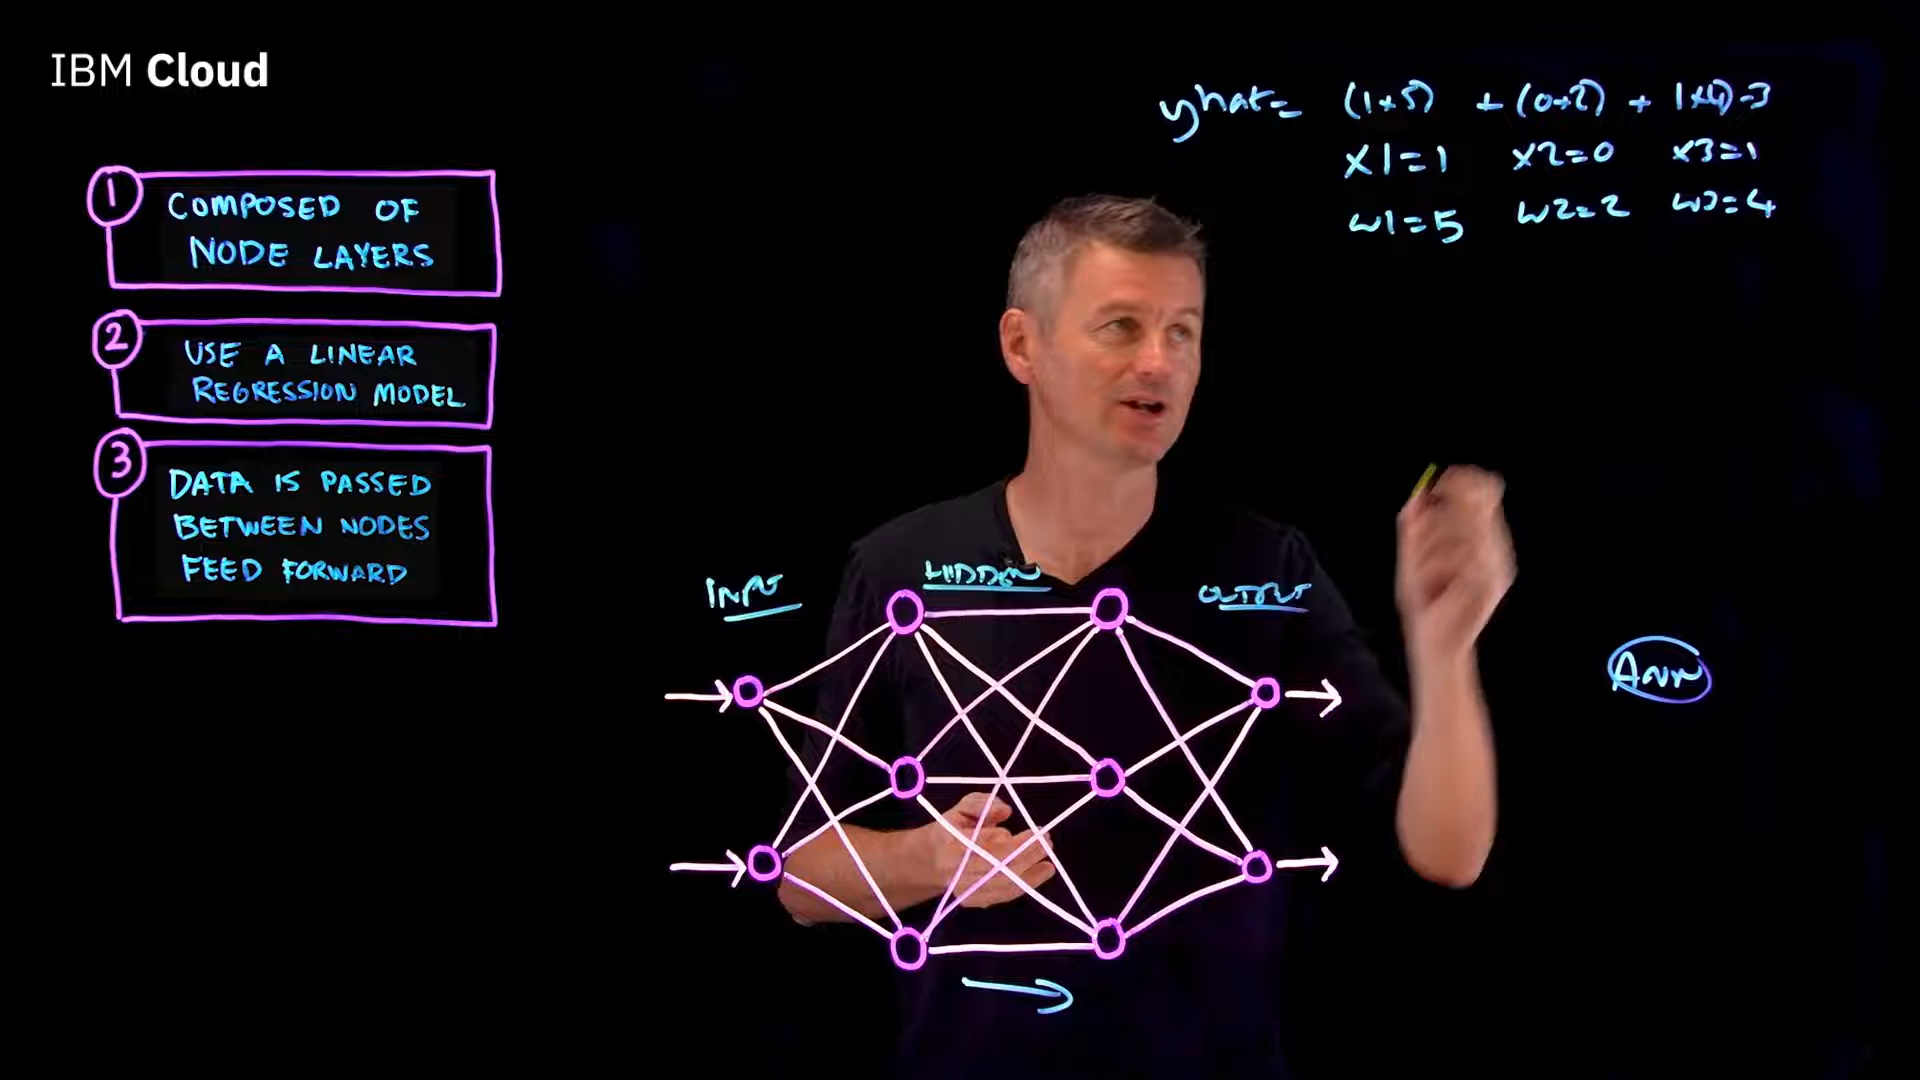 IBM Cloud
yhat= (1*5) + (0*2) + 1*4)-3
x1=1 x2=0 x3=1
w1=5 w2=2 w3=4
1 COMPOSED OF
NODE LAYERS
2 USE A LINEAR
REGRESSION MODEL
3 DATA IS PASSED
BETWEEN NODES
FEED FORWARD
INPUT HIDDEN OUTPUT
ANN